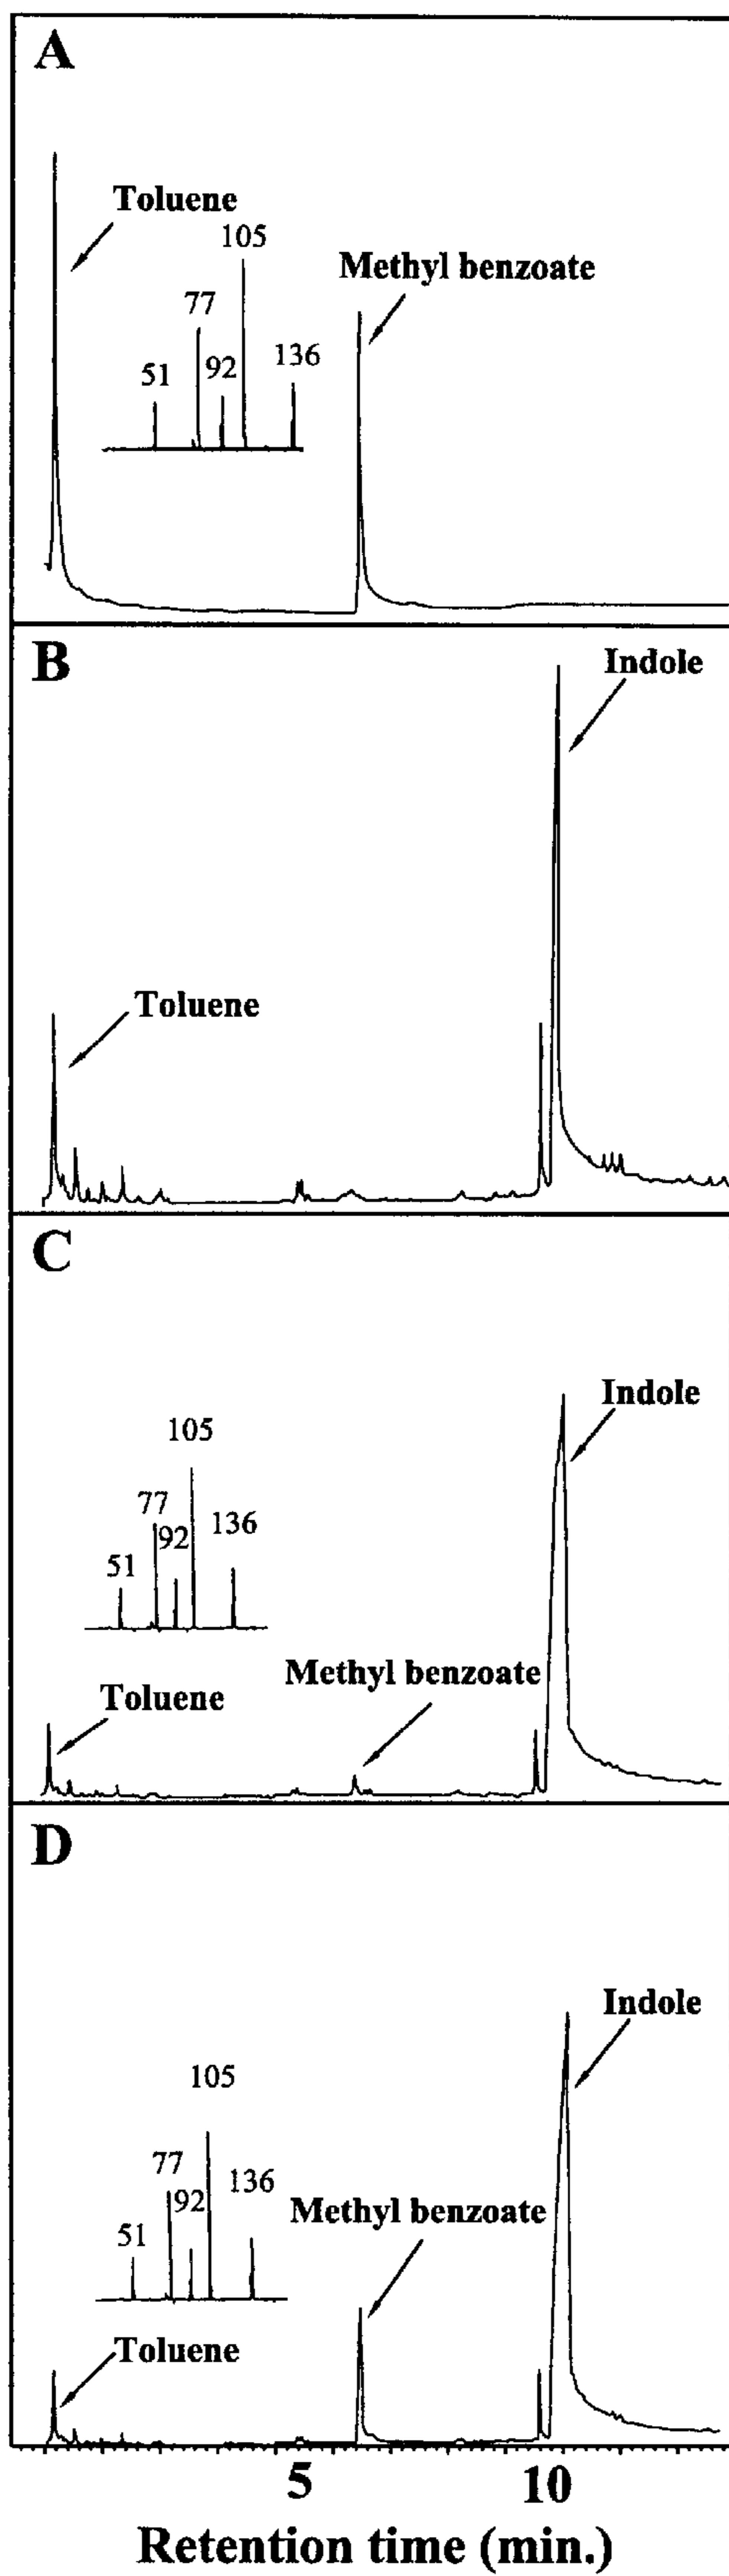 A
Toluene
105
Methyl benzoate
77
136
92
51
B
Indole
Toluene
C
Indole
105
77
136
92
51
Methyl benzoate
Toluene
D
Indole
105
77
136
92
Methyl benzoate
51
Toluene
5 10
Retention time (min.)